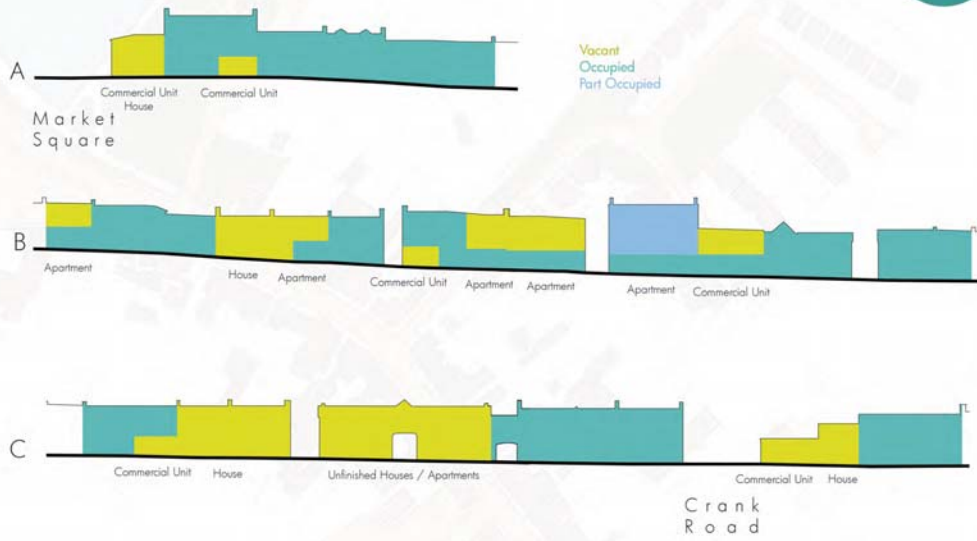 Vacant
Occupied
Part Occupied
A
Commercial Unit
House
Commercial Unit
Market
Square
B
Apartment
House
Apartment
Commercial Unit
Apartment
Apartment
Apartment
Commercial Unit
C
Commercial Unit
House
Unfinished Houses / Apartments
Commercial Unit
House
Crank
Road